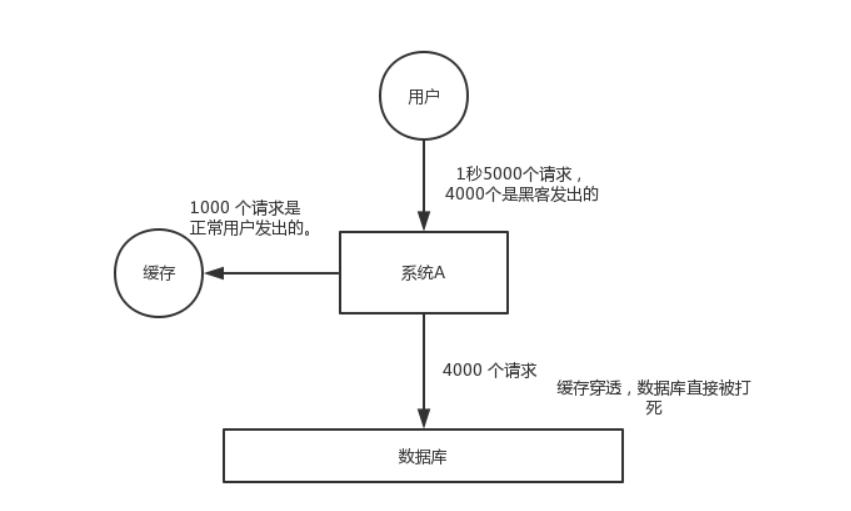 用户
1秒5000个请求，
4000个是黑客发出的
1000 个请求是
正常用户发出的。
缓存
系统A
4000 个请求
缓存穿透，数据库直接被打
死
数据库